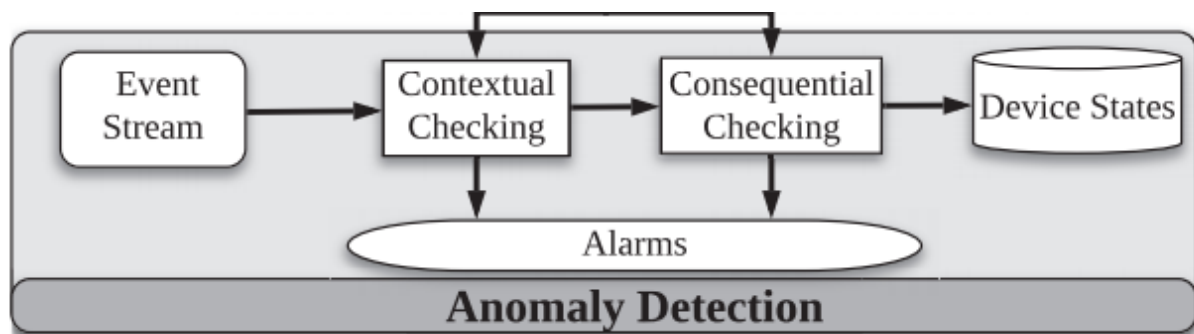 Event
Stream
Contextual
Checking
Consequential
Checking
Device States
Alarms
Anomaly Detection